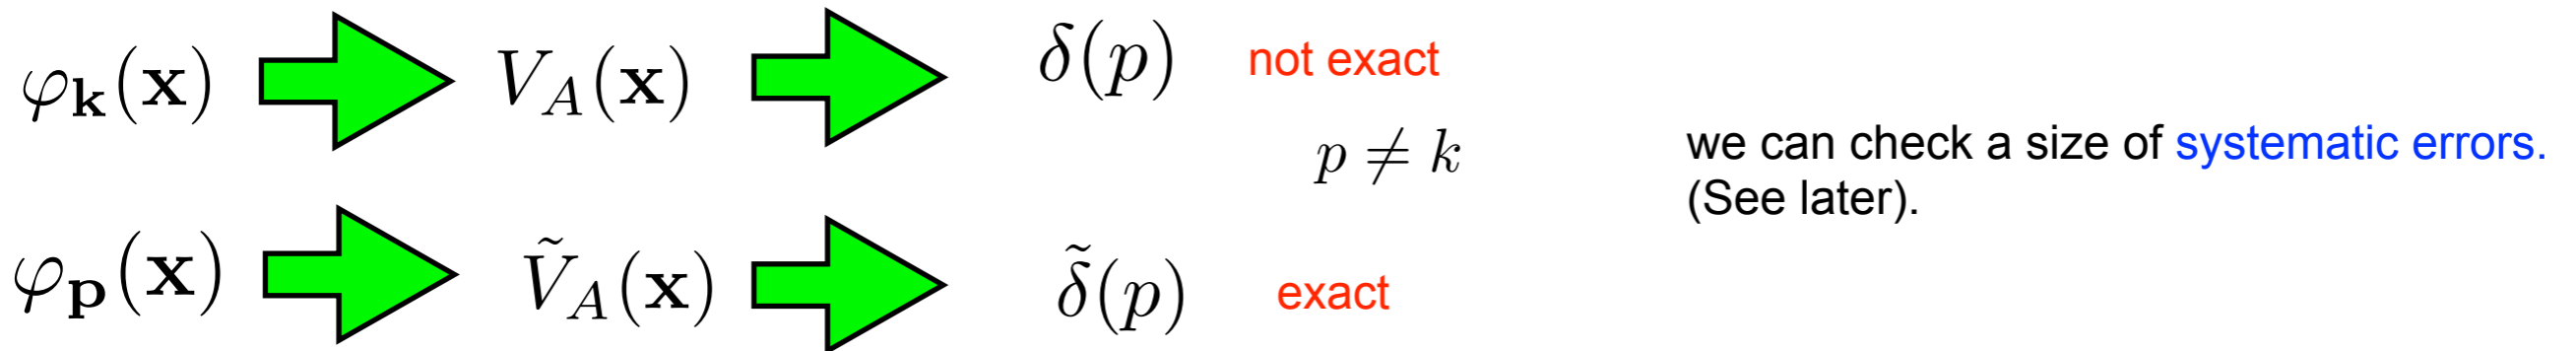 φ_𝐤(𝐱) V_A(𝐱) δ(p) not exact
p ≠ k
we can check a size of systematic errors.
(See later).
φ_𝐩(𝐱) Ṽ_A(𝐱) δ̃(p) exact